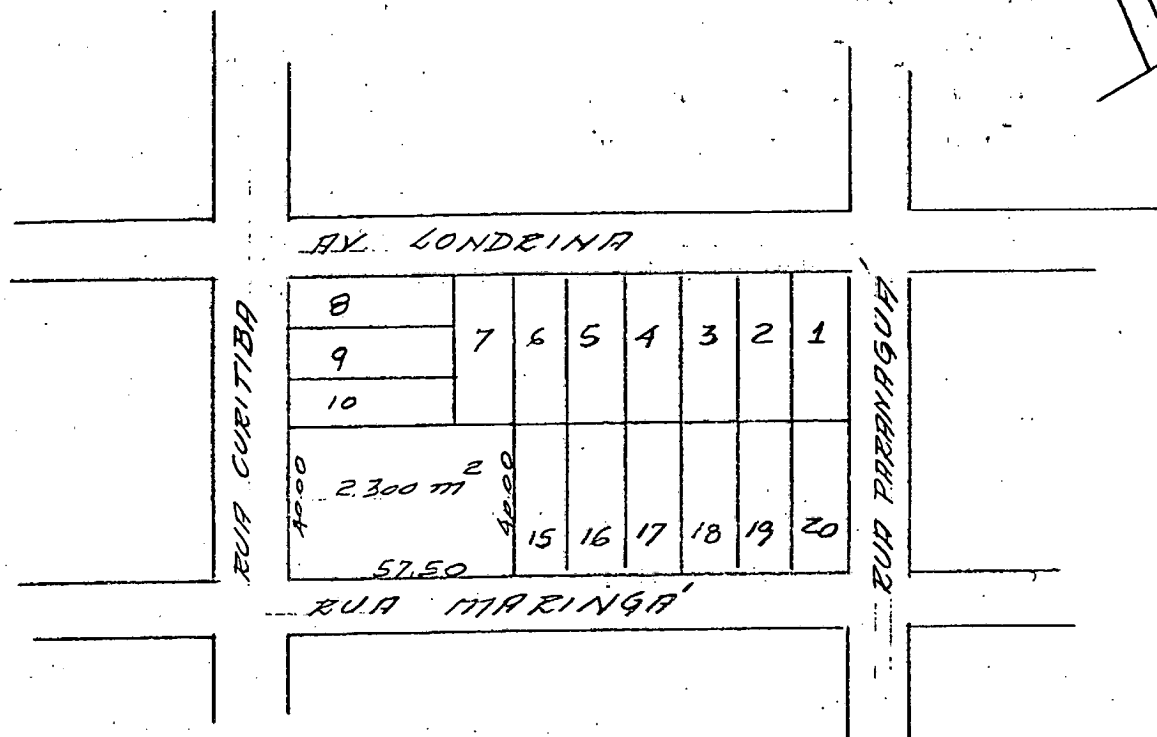 AV. LONDRINA
RUA CURITIBA
RUA PARANAGUA
8
9
10
7 6 5 4 3 2 1
2.300 m²
40.00
40.00
57.50
15 16 17 18 19 20
RUA MARINGÁ